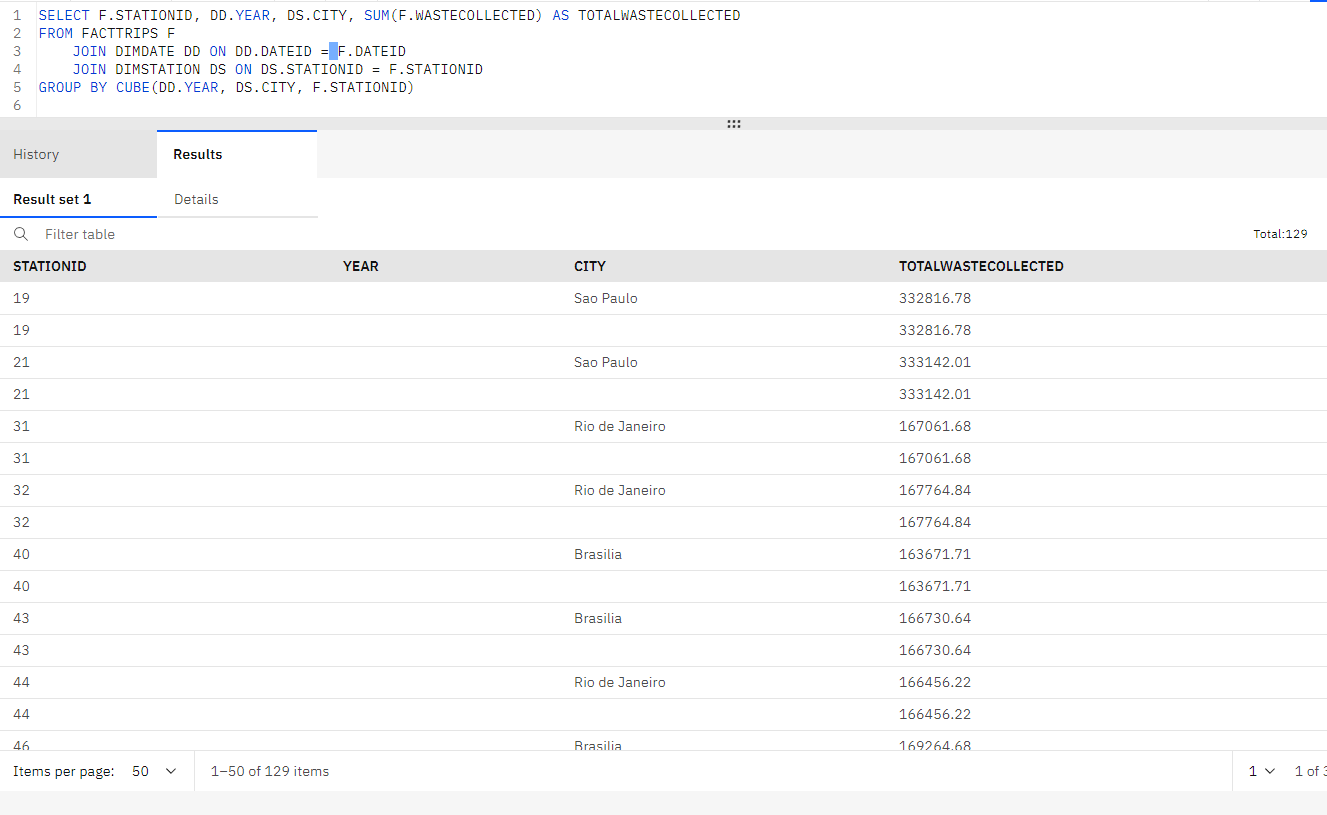 1 SELECT F.STATIONID, DD.YEAR, DS.CITY, SUM(F.WASTECOLLECTED) AS TOTALWASTECOLLECTED
2 FROM FACTTRIPS F
3 JOIN DIMDATE DD ON DD.DATEID = F.DATEID
4 JOIN DIMSTATION DS ON DS.STATIONID = F.STATIONID
5 GROUP BY CUBE(DD.YEAR, DS.CITY, F.STATIONID)
6
History Results
Result set 1 Details
Filter table Total:129
STATIONID YEAR CITY TOTALWASTECOLLECTED
19 Sao Paulo 332816.78
19 332816.78
21 Sao Paulo 333142.01
21 333142.01
31 Rio de Janeiro 167061.68
31 167061.68
32 Rio de Janeiro 167764.84
32 167764.84
40 Brasilia 163671.71
40 163671.71
43 Brasilia 166730.64
43 166730.64
44 Rio de Janeiro 166456.22
44 166456.22
46 Brasilia 169264.68
Items per page: 50 1–50 of 129 items 1 1 of 3